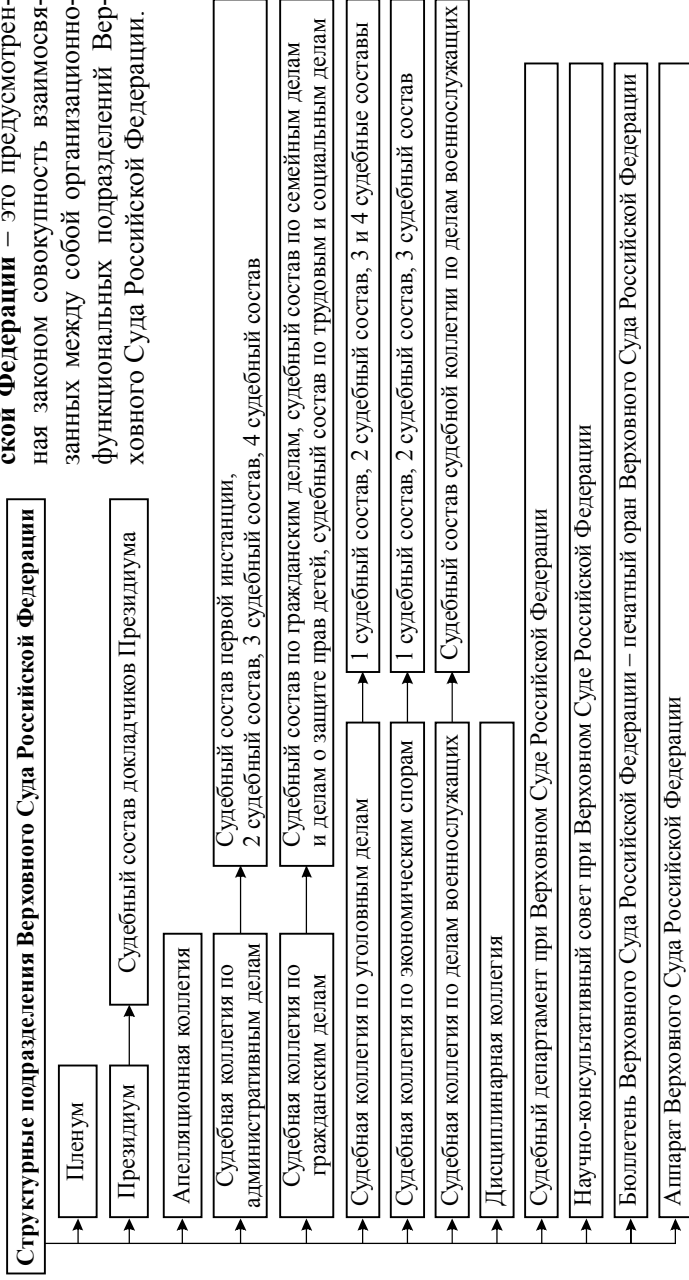 ской Федерации – это предусмотрен-
ная законом совокупность взаимосвя-
занных между собой организационно-
функциональных подразделений Вер-
ховного Суда Российской Федерации.
Структурные подразделения Верховного Суда Российской Федерации
Пленум
Президиум
Судебный состав докладчиков Президиума
Апелляционная коллегия
Судебная коллегия по
административным делам
Судебный состав первой инстанции,
2 судебный состав, 3 судебный состав, 4 судебный состав
Судебная коллегия по
гражданским делам
Судебный состав по гражданским делам, судебный состав по семейным делам
и делам о защите прав детей, судебный состав по трудовым и социальным делам
Судебная коллегия по уголовным делам
1 судебный состав, 2 судебный состав, 3 и 4 судебные составы
Судебная коллегия по экономическим спорам
1 судебный состав, 2 судебный состав, 3 судебный состав
Судебная коллегия по делам военнослужащих
Судебный состав судебной коллегии по делам военнослужащих
Дисциплинарная коллегия
Судебный департамент при Верховном Суде Российской Федерации
Научно-консультативный совет при Верховном Суде Российской Федерации
Бюллетень Верховного Суда Российской Федерации – печатный оран Верховного Суда Российской Федерации
Аппарат Верховного Суда Российской Федерации